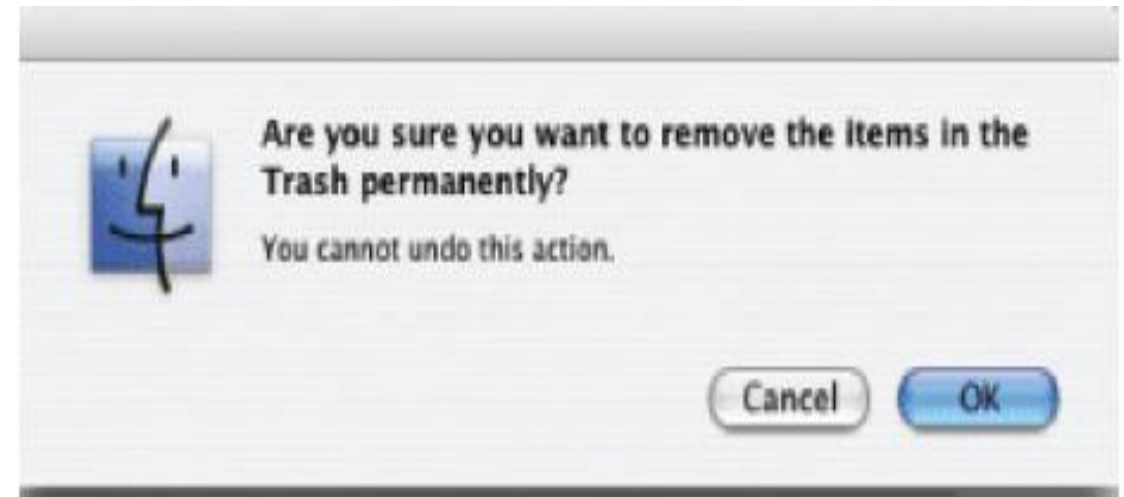 Are you sure you want to remove the items in the
Trash permanently?
You cannot undo this action.
Cancel OK